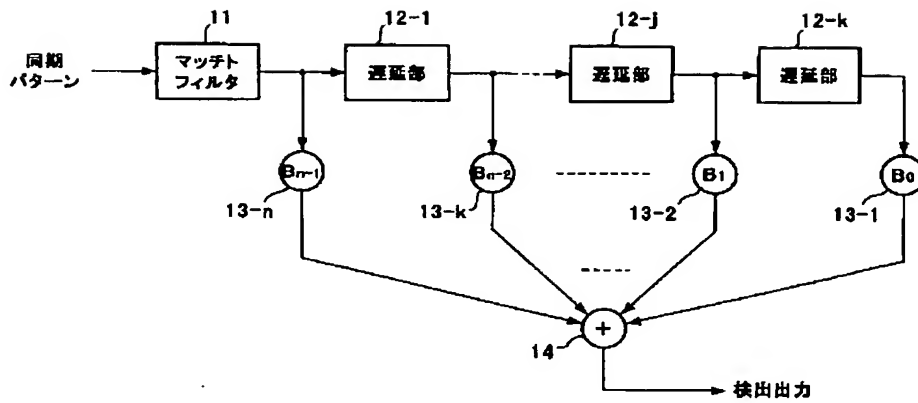 11
12-1
12-j
12-k
同期
パターン
マッチト
フィルタ
遅延部
遅延部
遅延部
Bn-1
Bn-2
B1
B0
13-n
13-k
13-2
13-1
+
14
検出出力